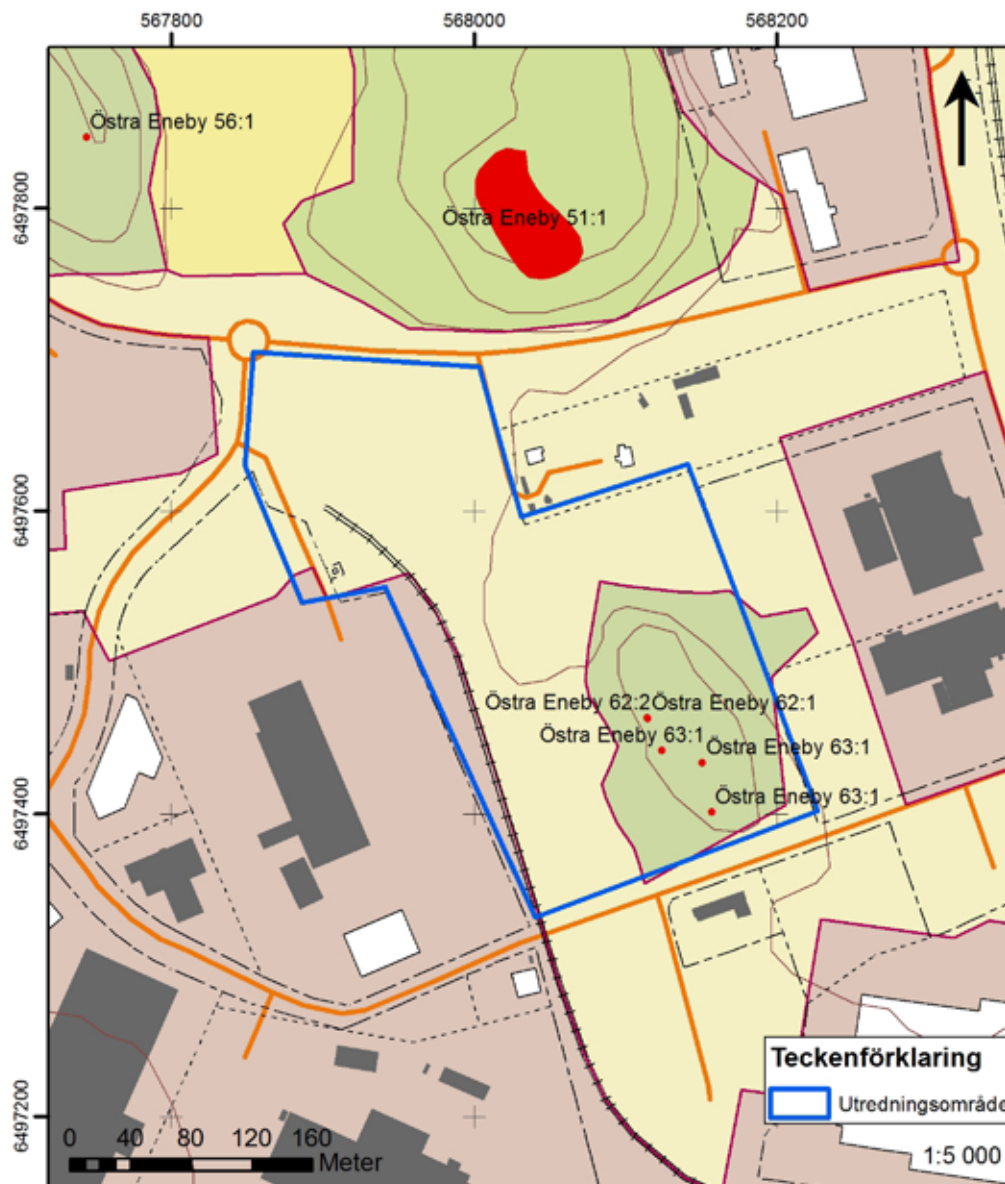 567800
568000
568200
Östra Eneby 56:1
6497800
Östra Eneby 51:1
6497600
Östra Eneby 62:2
Östra Eneby 62:1
Östra Eneby 63:1
Östra Eneby 63:1
Östra Eneby 63:1
6497400
Teckenförklaring
Utredningsområde
6497200
0 40 80 120 160
Meter
1:5 000